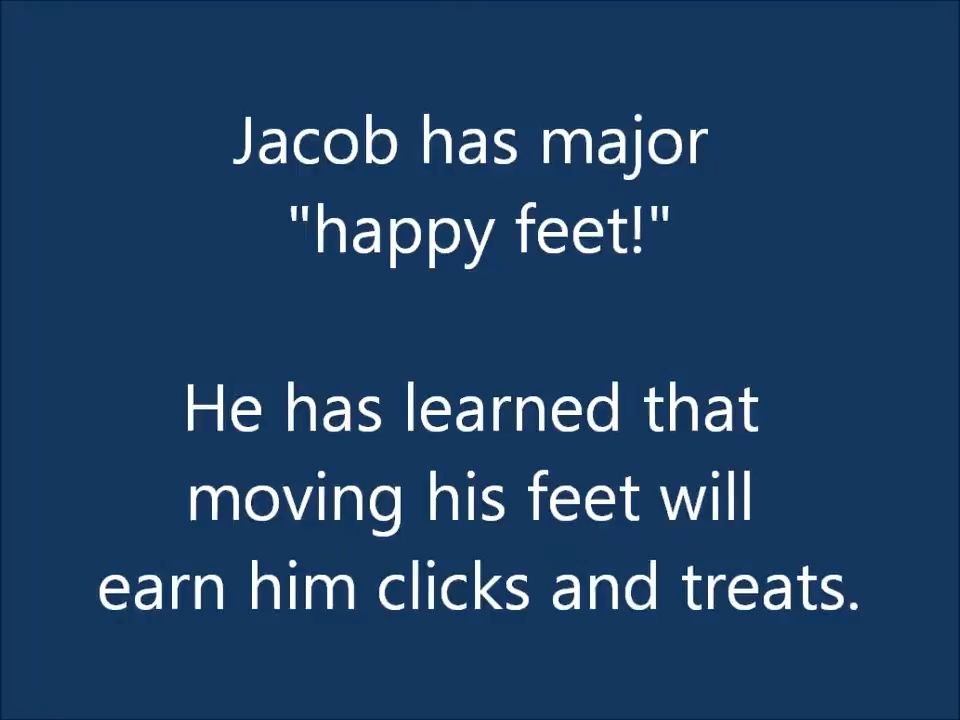 Jacob has major
"happy feet!"
He has learned that
moving his feet will
earn him clicks and treats.